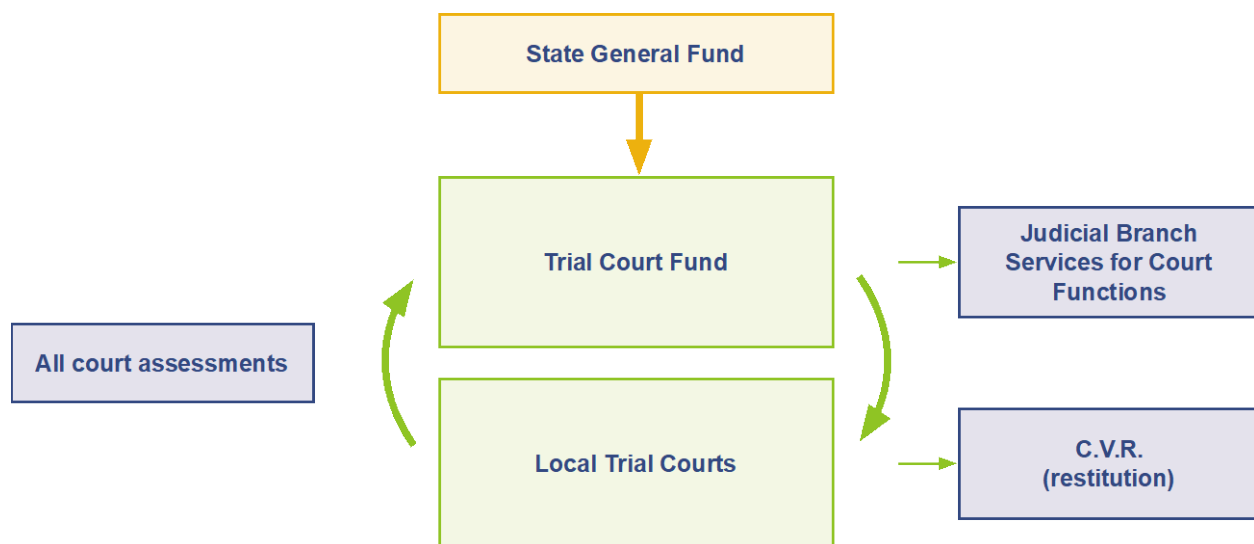 State General Fund
Trial Court Fund
Judicial Branch
Services for Court
Functions
All court assessments
Local Trial Courts
C.V.R.
(restitution)